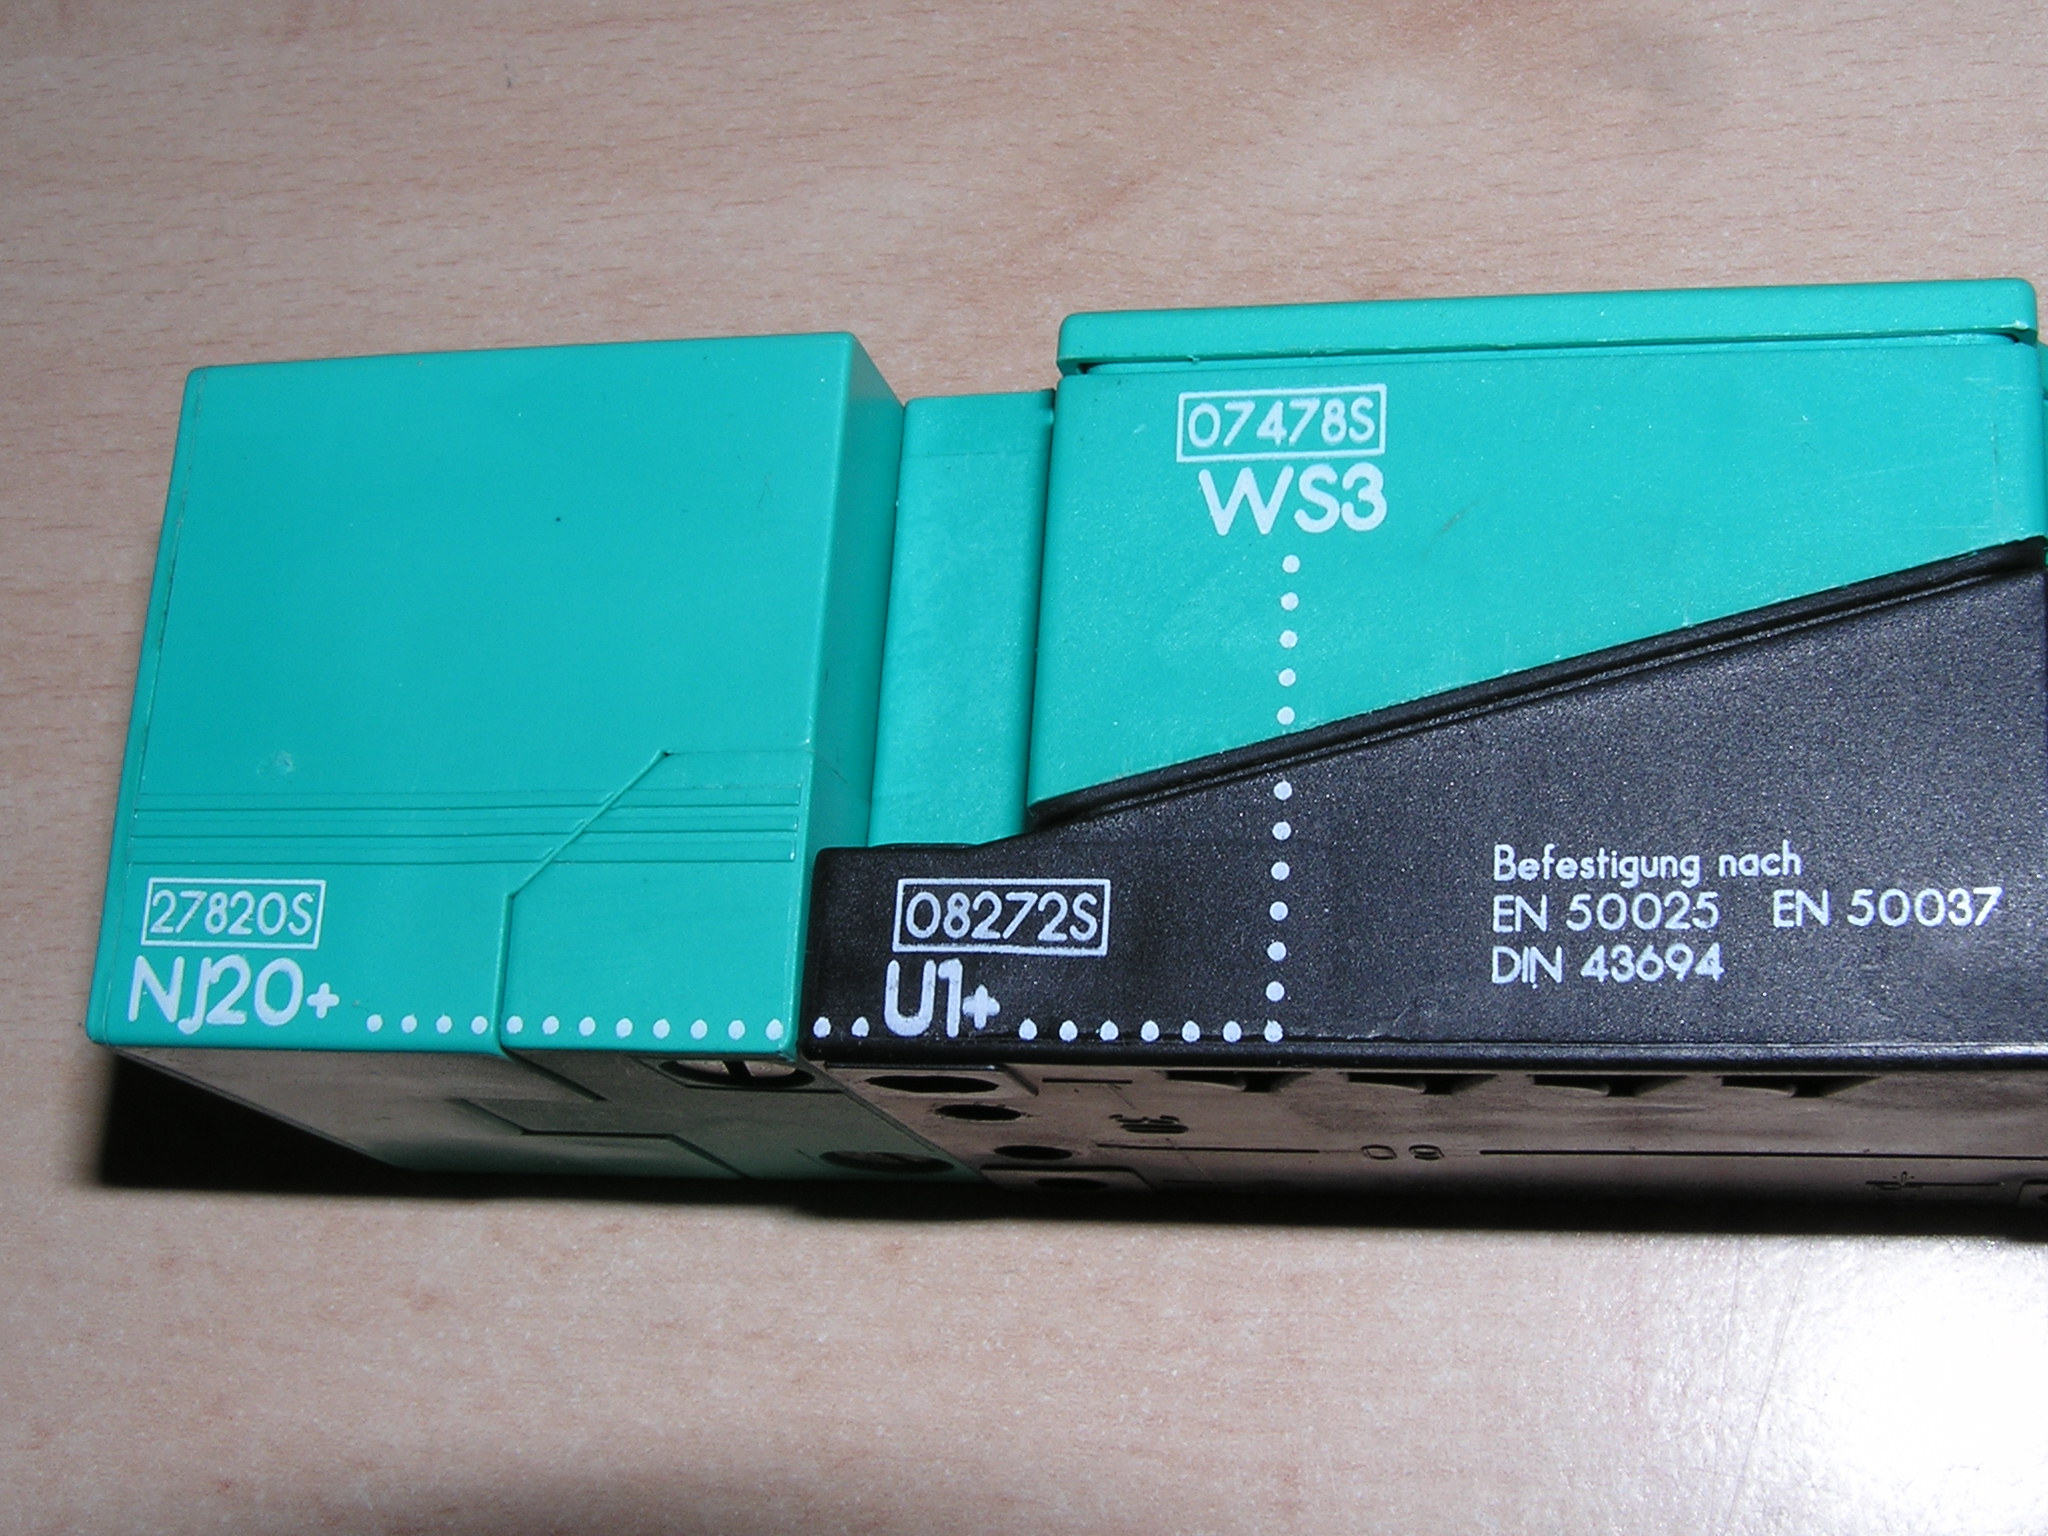 07478S
WS3
27820S
NJ20+
08272S
U1+
Befestigung nach
EN 50025 EN 50037
DIN 43694